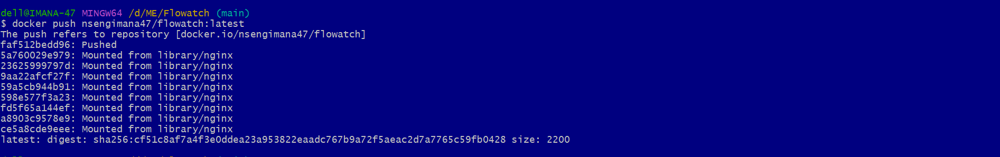 dell@IMANA-47 MINGW64 /d/ME/Flowatch (main)
$ docker push nsengimana47/flowatch:latest
The push refers to repository [docker.io/nsengimana47/flowatch]
faf512bedd96: Pushed
5a760029e979: Mounted from library/nginx
23625999797d: Mounted from library/nginx
9aa22afcf27f: Mounted from library/nginx
59a5cb944b91: Mounted from library/nginx
598e577f3a23: Mounted from library/nginx
fd5f65a144ef: Mounted from library/nginx
a8903c9578e9: Mounted from library/nginx
ce5a8cde9eee: Mounted from library/nginx
latest: digest: sha256:cf51c8af7a4f3e0ddea23a953822eaadc767b9a72f5aeac2d7a7765c59fb0428 size: 2200